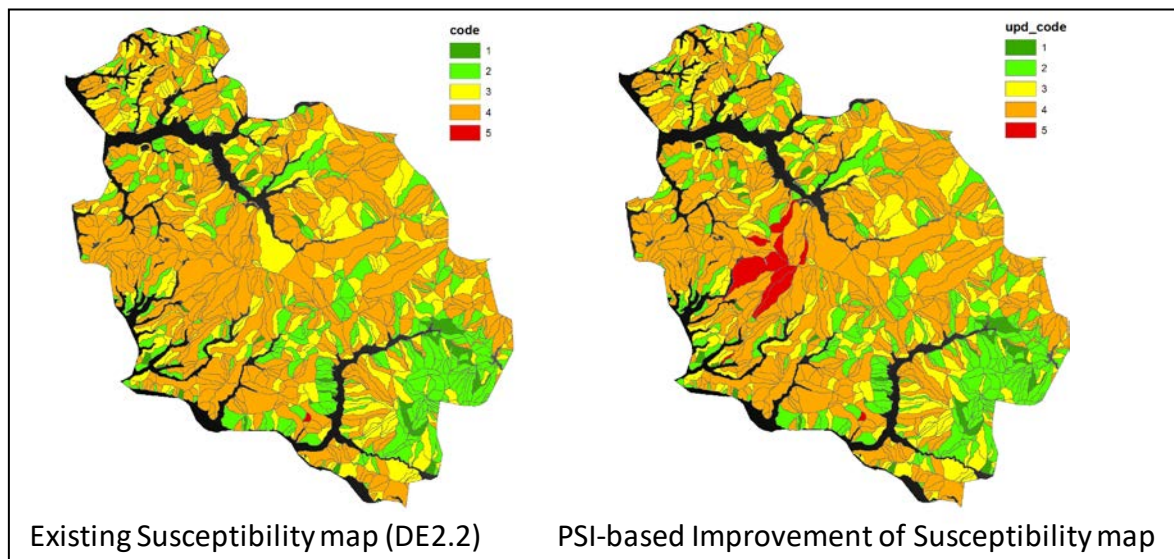 code
1
2
3
4
5
upd_code
1
2
3
4
5
Existing Susceptibility map (DE2.2)
PSI-based Improvement of Susceptibility map